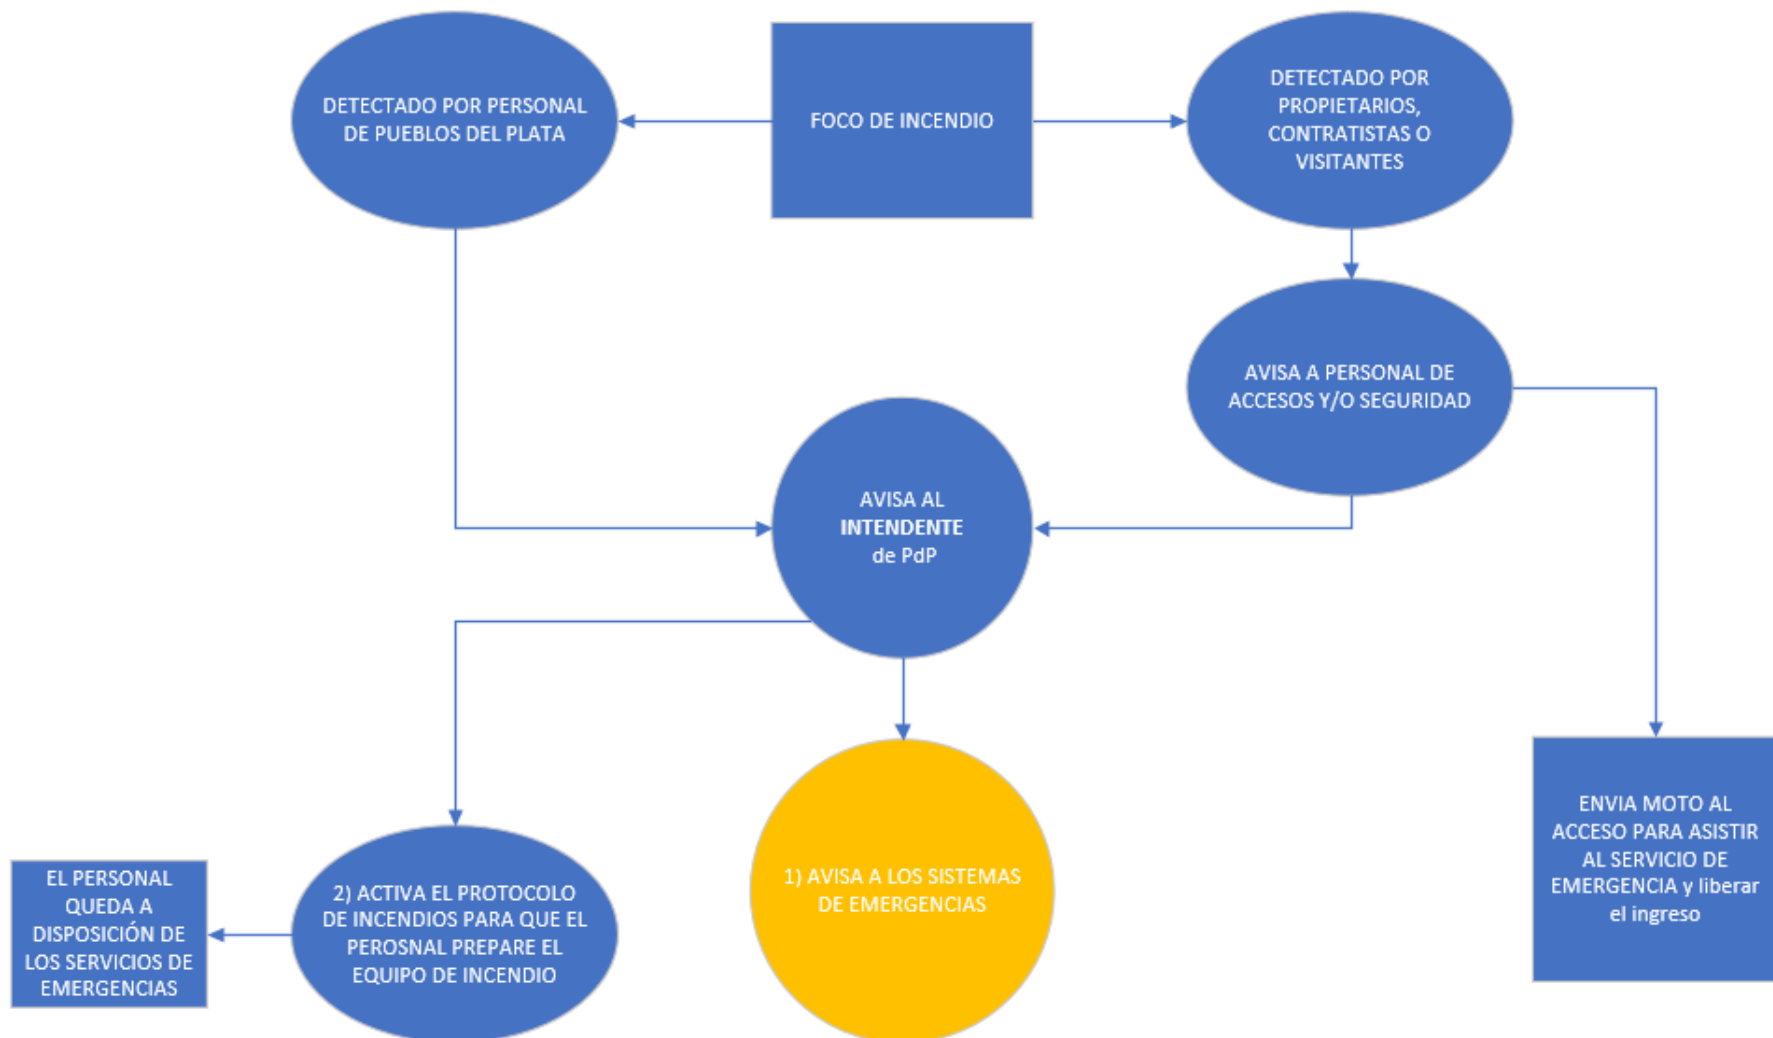 DETECTADO POR PERSONAL
DE PUEBLOS DEL PLATA
FOCO DE INCENDIO
DETECTADO POR
PROPIETARIOS,
CONTRATISTAS O
VISITANTES
AVISA A PERSONAL DE
ACCESOS Y/O SEGURIDAD
AVISA AL
INTENDENTE
de PdP
EL PERSONAL
QUEDA A
DISPOSICIÓN DE
LOS SERVICIOS DE
EMERGENCIAS
2) ACTIVA EL PROTOCOLO
DE INCENDIOS PARA QUE EL
PEROSNAL PREPARE EL
EQUIPO DE INCENDIO
1) AVISA A LOS SISTEMAS
DE EMERGENCIAS
ENVIA MOTO AL
ACCESO PARA ASISTIR
AL SERVICIO DE
EMERGENCIA y liberar
el ingreso